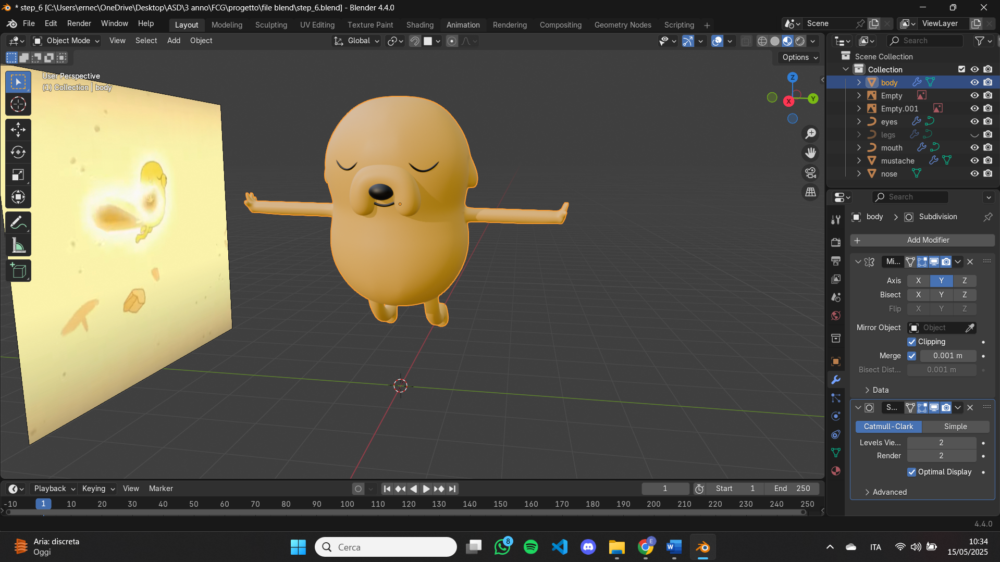 * step_6 [C:\Users\ernec\OneDrive\Desktop\ASD\3 anno\FCG\progetto\file blend\step_6.blend] - Blender 4.4.0
File Edit Render Window Help Layout Modeling Sculpting UV Editing Texture Paint Shading Animation Rendering Compositing Geometry Nodes Scripting + Scene ViewLayer
Object Mode View Select Add Object Global Search
Options
User Perspective
(1) Collection | body
Z
Y
X
Scene Collection
Collection
body
Empty
Empty.001
eyes
legs
mouth
mustache
nose
Search
body > Subdivision
+ Add Modifier
Mi...
Axis X Y Z
Bisect X Y Z
Flip X Y Z
Mirror Object Object
Clipping
Merge 0.001 m
Bisect Dist... 0.001 m
Data
S...
Catmull-Clark Simple
Levels Vie... 2
Render 2
Optimal Display
Advanced
Playback Keying View Marker 1 Start 1 End 250
-10 1 10 20 30 40 50 60 70 80 90 100 110 120 130 140 150 160 170 180 190 200 210 220 230 240 250
4.4.0
Aria: discreta
Oggi
Cerca
8
E
W
ITA
10:34
15/05/2025